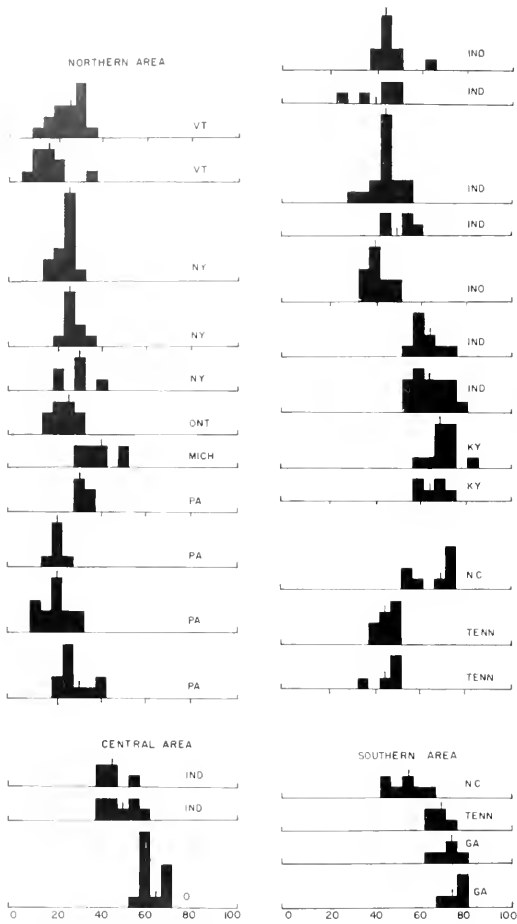 NORTHERN AREA
VT
VT
NY
NY
NY
ONT
MICH
PA
PA
PA
PA
CENTRAL AREA
IND
IND
O
0 20 40 60 80 100
IND
IND
IND
IND
IND
IND
IND
KY
KY
NC
TENN
TENN
SOUTHERN AREA
NC
TENN
GA
GA
0 20 40 60 80 100